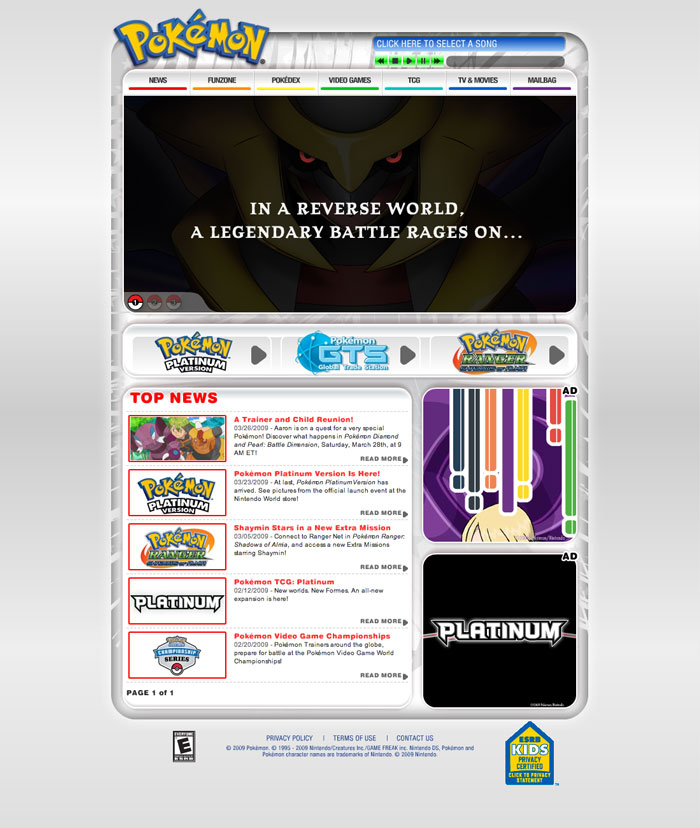 POKéMON
CLICK HERE TO SELECT A SONG
NEWS FUNZONE POKÉDEX VIDEO GAMES TCG TV & MOVIES MAILBAG
IN A REVERSE WORLD,
A LEGENDARY BATTLE RAGES ON...
1
POKéMON
PLATINUM
VERSION
Pokémon
GTS
Global Trade Station
POKéMON
RANGER
TOP NEWS
A Trainer and Child Reunion!
03/26/2009 - Aaron is on a quest for a very special
Pokémon! Discover what happens in Pokémon Diamond
and Pearl: Battle Dimension, Saturday, March 28th, at 9
AM ET!
READ MORE
POKéMON
PLATINUM
VERSION
Pokémon Platinum Version Is Here!
03/23/2009 - At last, Pokémon Platinum Version has
arrived. See pictures from the official launch event at the
Nintendo World store!
READ MORE
POKéMON
RANGER
Shaymin Stars in a New Extra Mission
03/05/2009 - Connect to Ranger Net in Pokémon Ranger:
Shadows of Almia, and access a new Extra Missions
starring Shaymin!
READ MORE
PLATINUM
Pokémon TCG: Platinum
02/12/2009 - New worlds. New Formes. An all-new
expansion is here!
READ MORE
CHAMPIONSHIP
SERIES
Pokémon Video Game Championships
02/20/2009 - Pokémon Trainers around the globe,
prepare for battle at the Pokémon Video Game World
Championships!
READ MORE
PAGE 1 of 1
AD
AD
PLATINUM
EVERYONE
E
PRIVACY POLICY | TERMS OF USE | CONTACT US
© 2009 Pokémon. © 1995 - 2009 Nintendo/Creatures Inc./GAME FREAK inc. Nintendo DS, Pokémon and
Pokémon character names are trademarks of Nintendo. © 2009 Nintendo.
ESRB
KIDS
PRIVACY
CERTIFIED
CLICK TO PRIVACY
STATEMENT